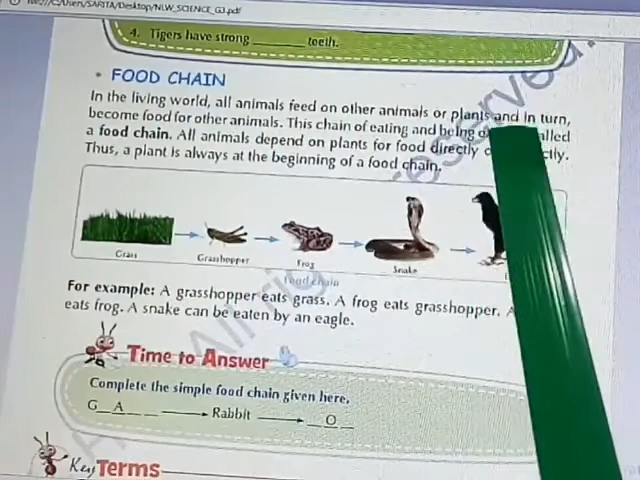 4. Tigers have strong ______ teeth.
• FOOD CHAIN
In the living world, all animals feed on other animals or plants and in turn,
become food for other animals. This chain of eating and being
a food chain. All animals depend on plants for food directly
Thus, a plant is always at the beginning of a food chain.
Grass
Grasshopper
Frog
Snake
Food chain
For example: A grasshopper eats grass. A frog eats grasshopper.
eats frog. A snake can be eaten by an eagle.
Time to Answer
Complete the simple food chain given here.
G _ A _ _ → Rabbit → _ _ O _
Key Terms